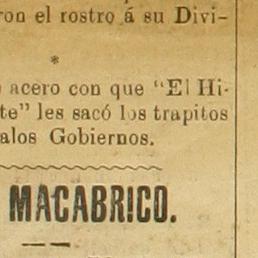 ron el rostro á su Divi-
*
acero con que "El Hi-
te" les sacó los trapitos
alos Gobiernos.
MACABRICO.